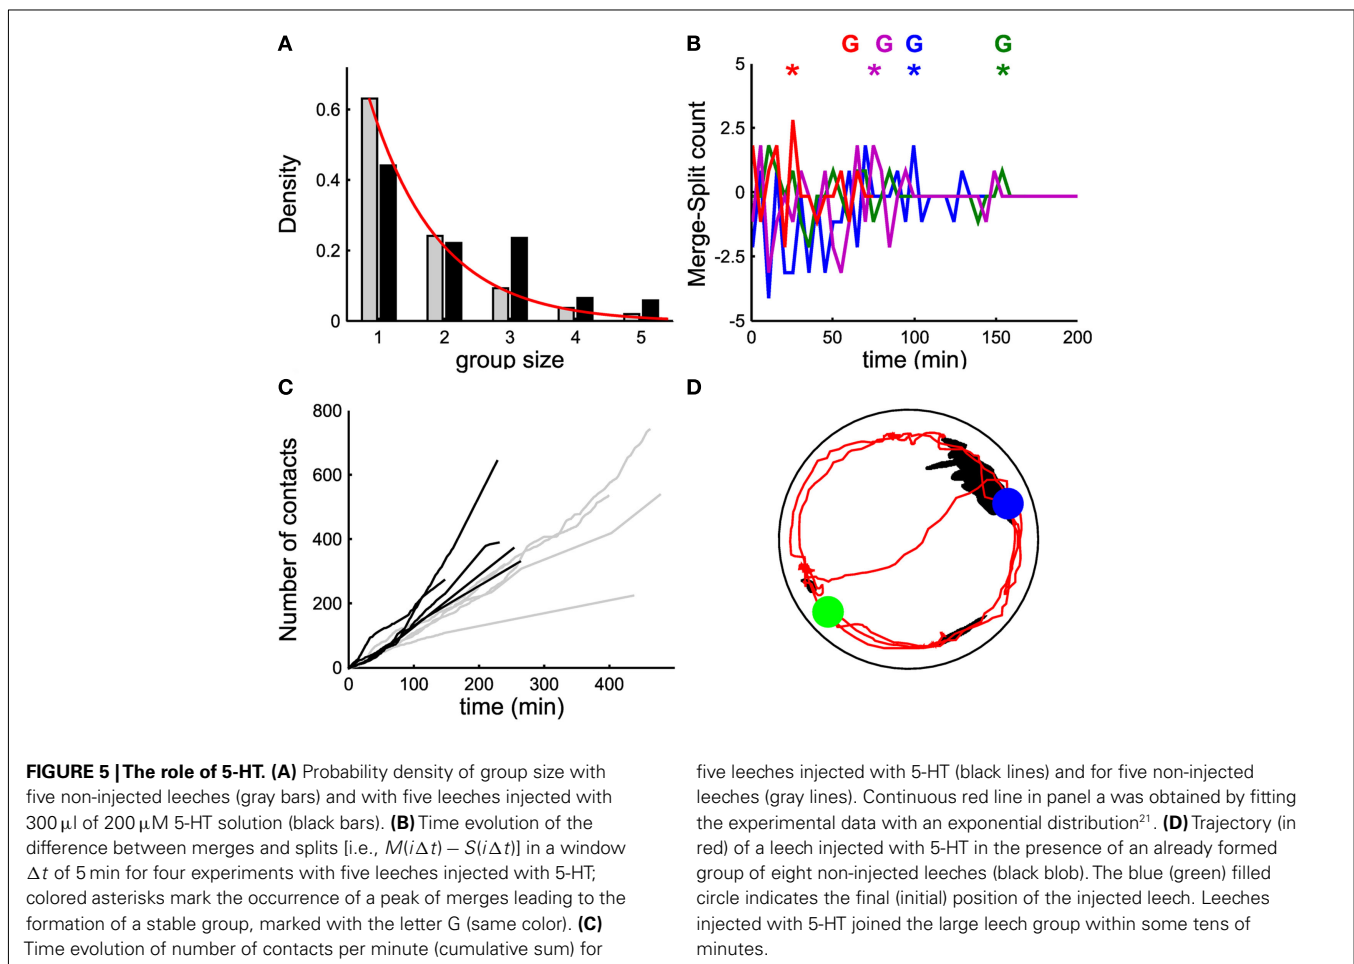 A
Density
0.6
0.4
0.2
0
1 2 3 4 5
group size
B
G G G G
* * * *
Merge-Split count
5
2.5
0
-2.5
-5
0 50 100 150 200
time (min)
C
Number of contacts
800
600
400
200
0
0 100 200 300 400
time (min)
D
FIGURE 5 | The role of 5-HT. (A) Probability density of group size with
five non-injected leeches (gray bars) and with five leeches injected with
300 μl of 200 μM 5-HT solution (black bars). (B) Time evolution of the
difference between merges and splits [i.e., M(iΔt) − S(iΔt)] in a window
Δt of 5 min for four experiments with five leeches injected with 5-HT;
colored asterisks mark the occurrence of a peak of merges leading to the
formation of a stable group, marked with the letter G (same color). (C)
Time evolution of number of contacts per minute (cumulative sum) for
five leeches injected with 5-HT (black lines) and for five non-injected
leeches (gray lines). Continuous red line in panel a was obtained by fitting
the experimental data with an exponential distribution21. (D) Trajectory (in
red) of a leech injected with 5-HT in the presence of an already formed
group of eight non-injected leeches (black blob). The blue (green) filled
circle indicates the final (initial) position of the injected leech. Leeches
injected with 5-HT joined the large leech group within some tens of
minutes.